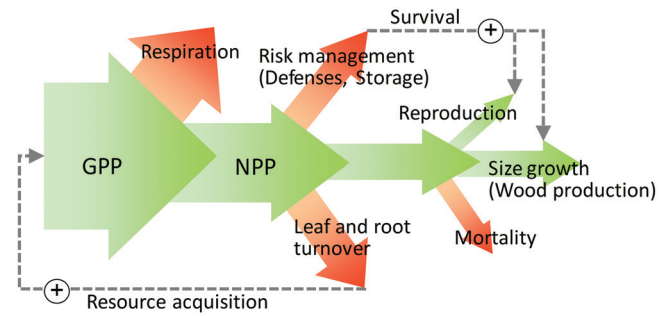 Survival
+
Respiration
Risk management
(Defenses, Storage)
Reproduction
GPP
NPP
Size growth
(Wood production)
Leaf and root
turnover
Mortality
+
Resource acquisition